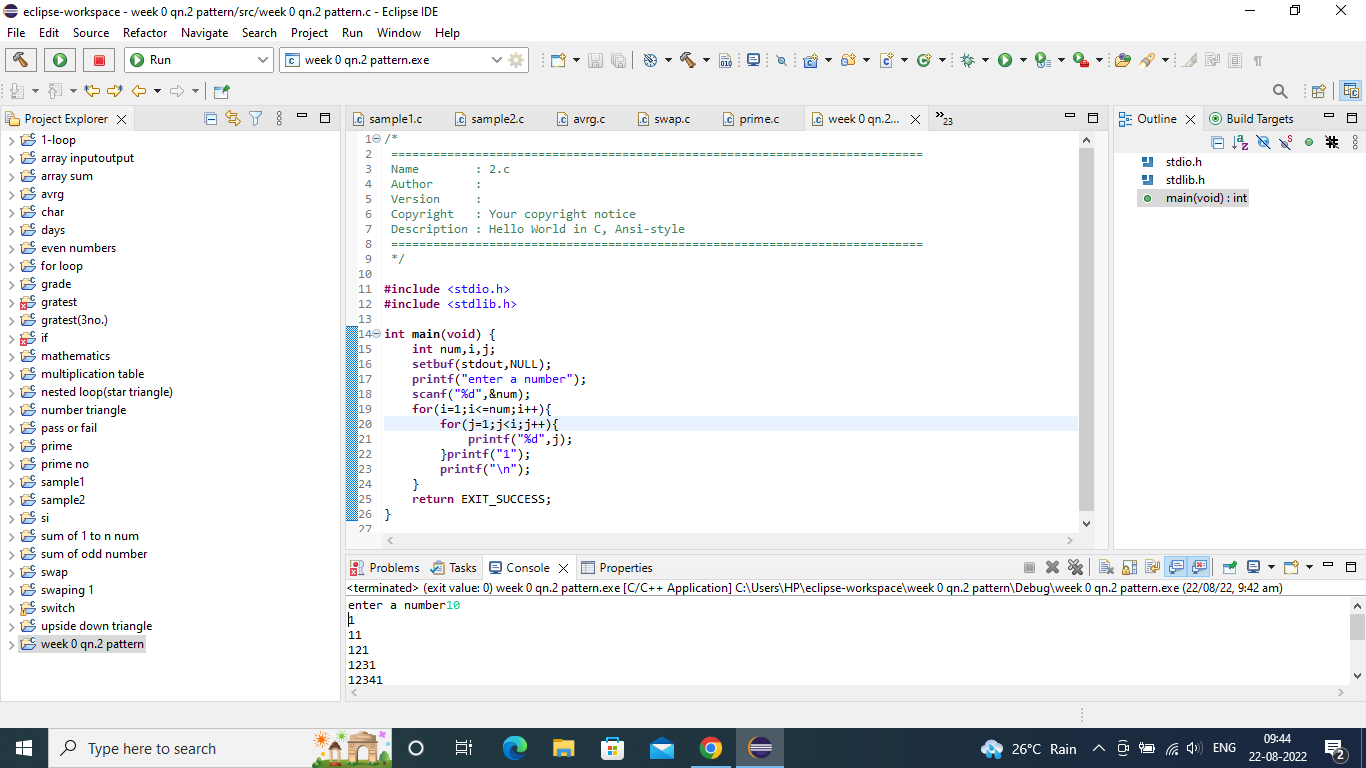 eclipse-workspace - week 0 qn.2 pattern/src/week 0 qn.2 pattern.c - Eclipse IDE
File Edit Source Refactor Navigate Search Project Run Window Help
Run week 0 qn.2 pattern.exe
Project Explorer
1-loop
array inputoutput
array sum
avrg
char
days
even numbers
for loop
grade
gratest
gratest(3no.)
if
mathematics
multiplication table
nested loop(star triangle)
number triangle
pass or fail
prime
prime no
sample1
sample2
si
sum of 1 to n num
sum of odd number
swap
swaping 1
switch
upside down triangle
week 0 qn.2 pattern
sample1.c sample2.c avrg.c swap.c prime.c week 0 qn.2... »23
1 /*
2 ============================================================================
3 Name : 2.c
4 Author :
5 Version :
6 Copyright : Your copyright notice
7 Description : Hello World in C, Ansi-style
8 ============================================================================
9 */
10
11 #include <stdio.h>
12 #include <stdlib.h>
13
14 int main(void) {
15 int num,i,j;
16 setbuf(stdout,NULL);
17 printf("enter a number");
18 scanf("%d",&num);
19 for(i=1;i<=num;i++){
20 for(j=1;j<i;j++){
21 printf("%d",j);
22 }printf("1");
23 printf("\n");
24 }
25 return EXIT_SUCCESS;
26 }
27
Outline Build Targets
stdio.h
stdlib.h
main(void) : int
Problems Tasks Console Properties
<terminated> (exit value: 0) week 0 qn.2 pattern.exe [C/C++ Application] C:\Users\HP\eclipse-workspace\week 0 qn.2 pattern\Debug\week 0 qn.2 pattern.exe (22/08/22, 9:42 am)
enter a number10
1
11
121
1231
12341
Type here to search
26°C Rain ENG
09:44
22-08-2022
2